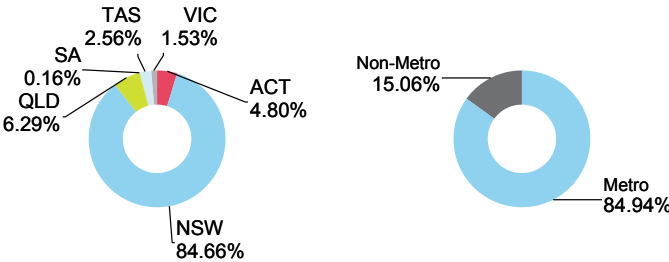 TAS
2.56%
VIC
1.53%
SA
0.16%
QLD
6.29%
ACT
4.80%
NSW
84.66%
Non-Metro
15.06%
Metro
84.94%